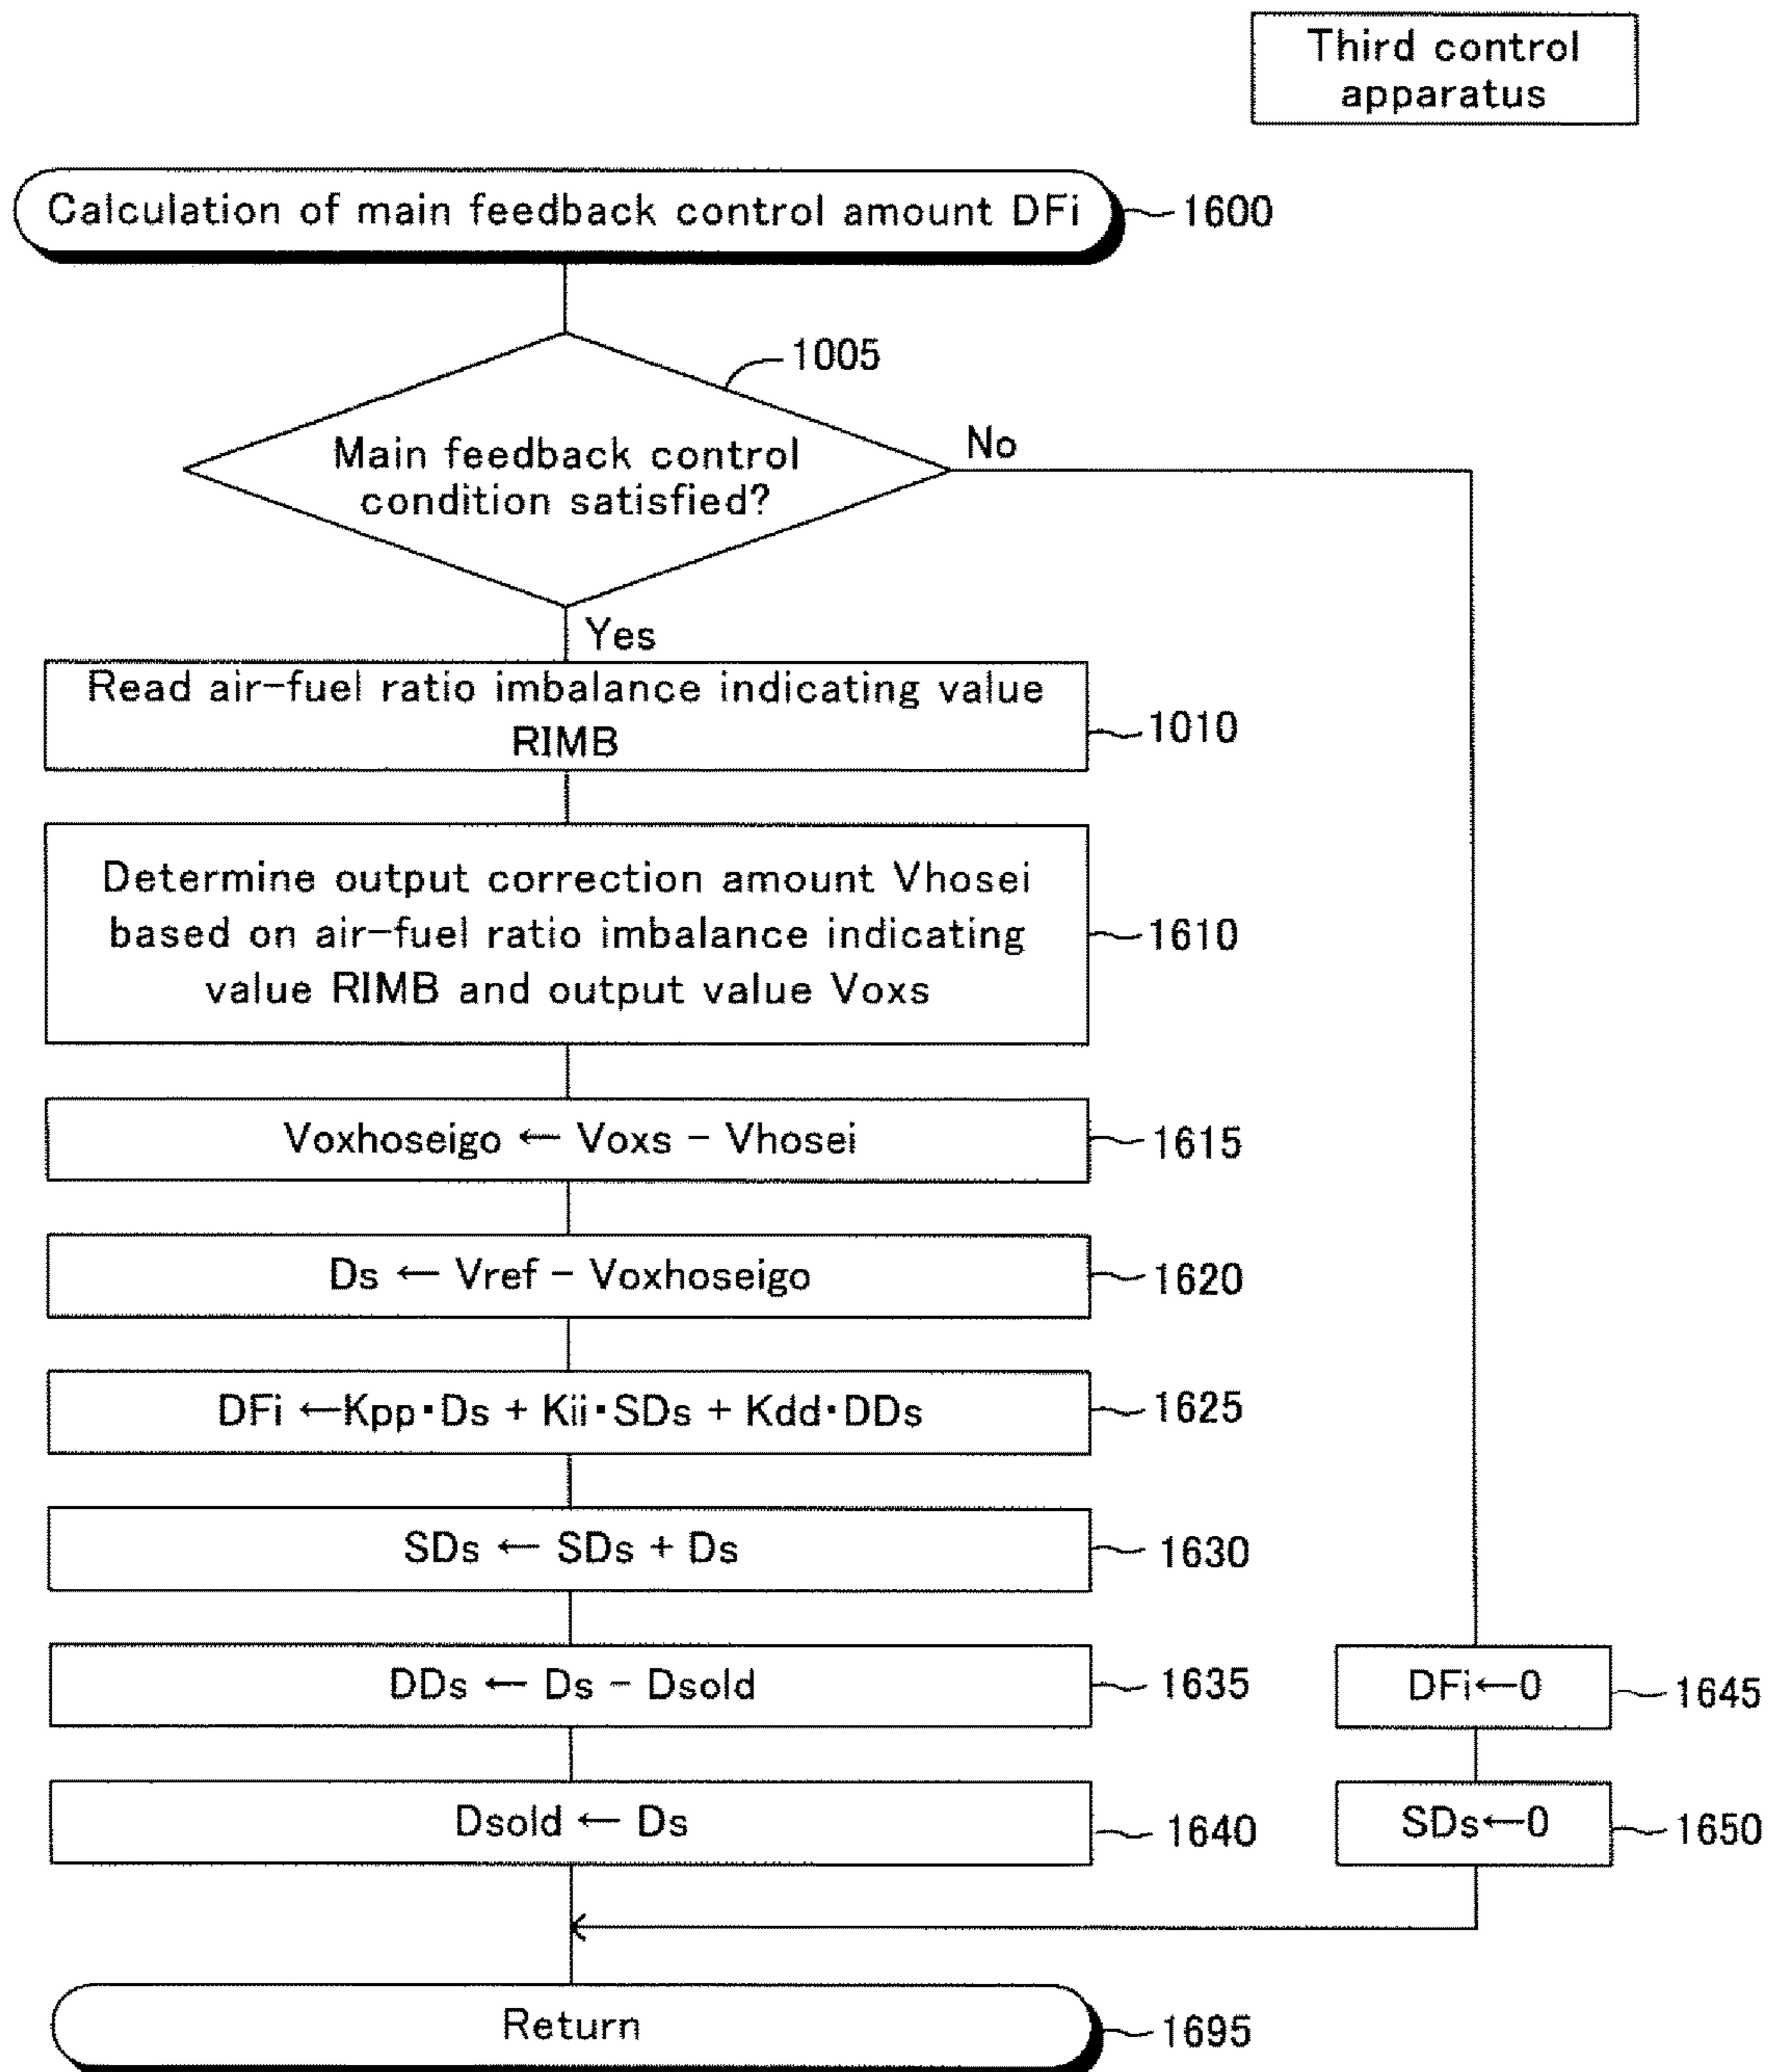 Third control
apparatus
Calculation of main feedback control amount DFi
1600
1005
Main feedback control
condition satisfied?
No
Yes
Read air-fuel ratio imbalance indicating value
RIMB
1010
Determine output correction amount Vhosei
based on air-fuel ratio imbalance indicating
value RIMB and output value Voxs
1610
Voxhoseigo ← Voxs - Vhosei
1615
Ds ← Vref - Voxhoseigo
1620
DFi ←Kpp·Ds + Kii·SDs + Kdd·DDs
1625
SDs ← SDs + Ds
1630
DDs ← Ds - Dsold
1635
DFi←0
1645
Dsold ← Ds
1640
SDs←0
1650
Return
1695